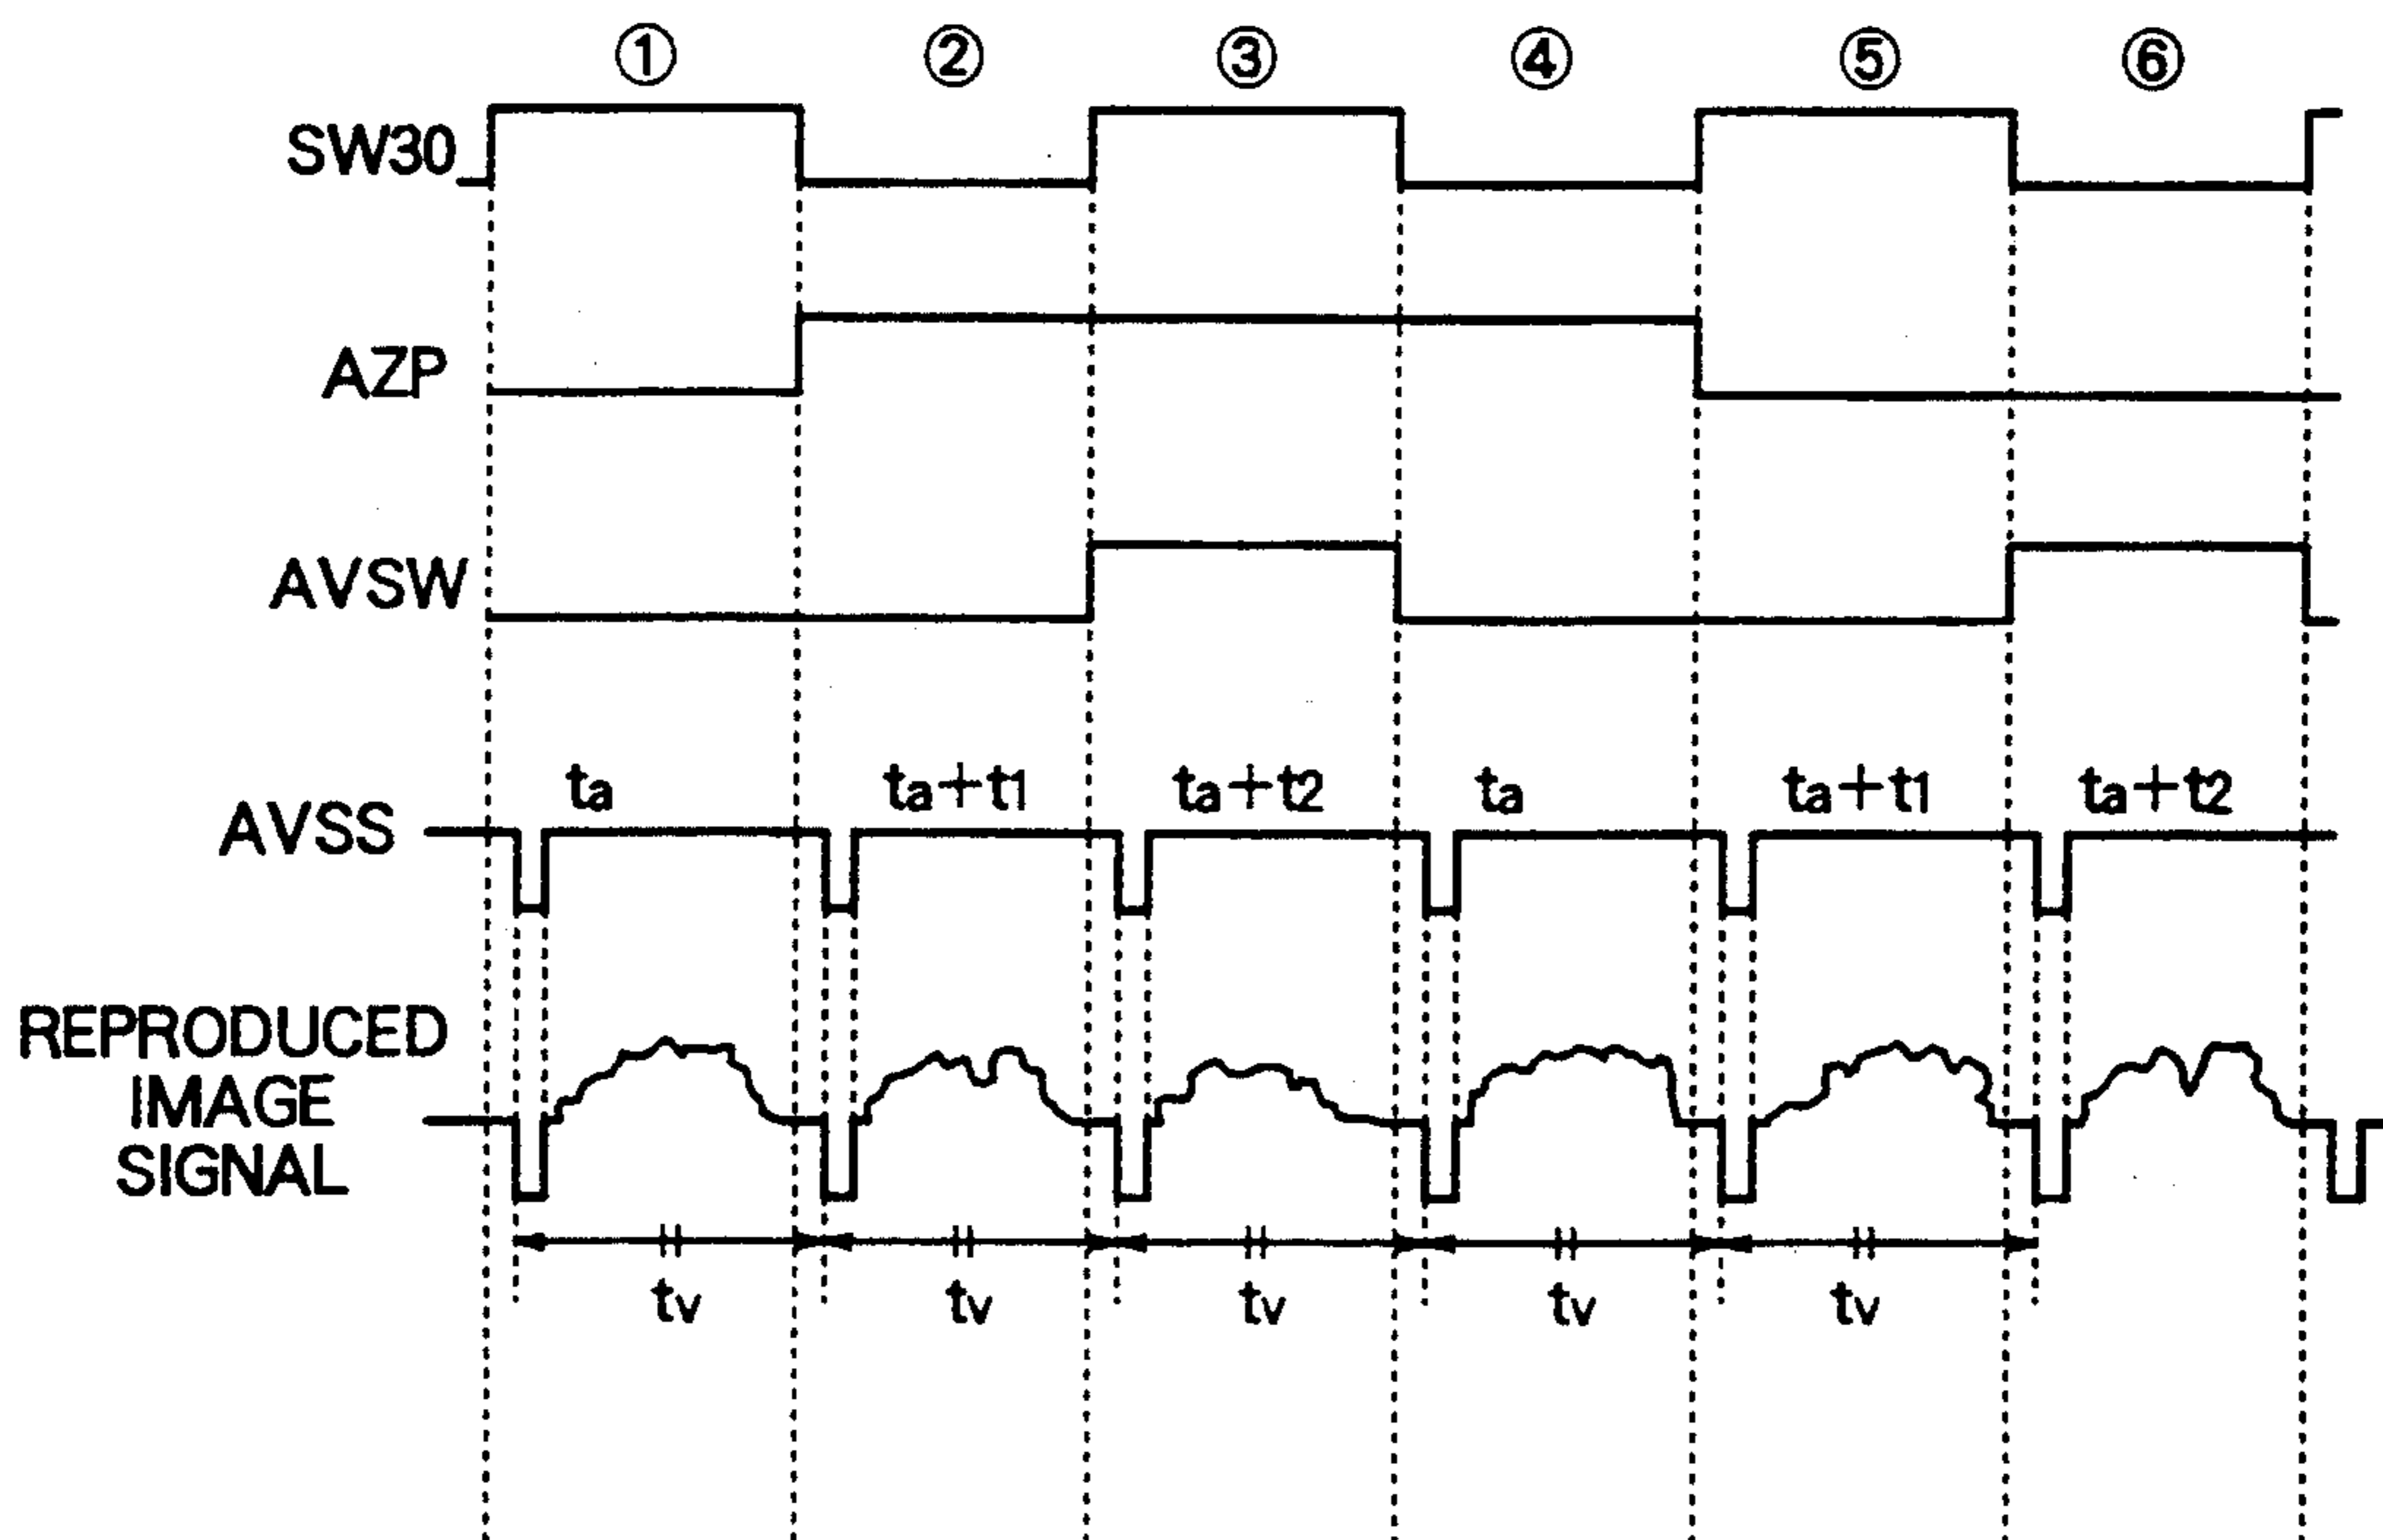 ① ② ③ ④ ⑤ ⑥
SW30
AZP
AVSW
ta ta+t1 ta+t2 ta ta+t1 ta+t2
AVSS
REPRODUCED
IMAGE
SIGNAL
tv tv tv tv tv